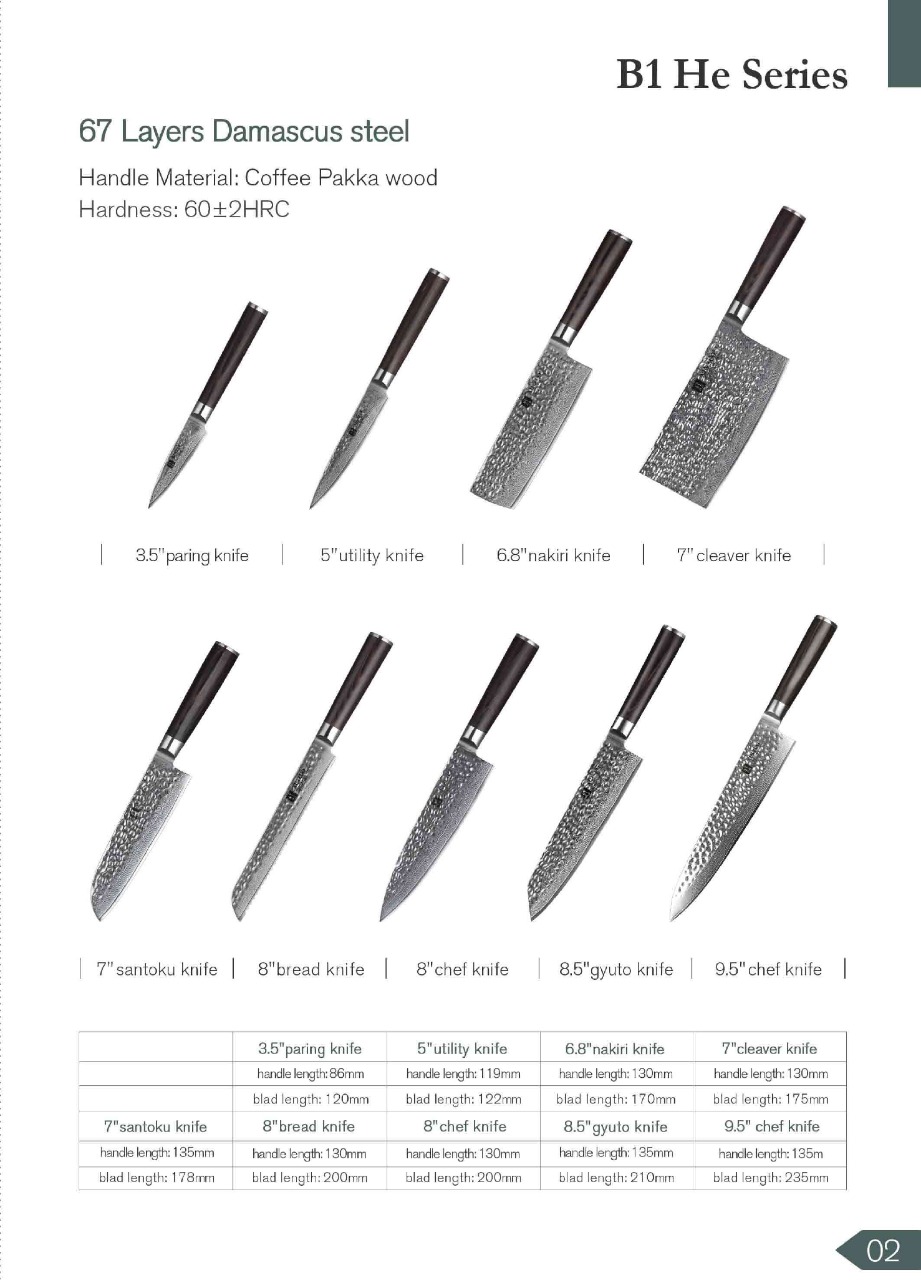 B1 He Series
67 Layers Damascus steel
Handle Material: Coffee Pakka wood
Hardness: 60±2HRC
3.5"paring knife
5"utility knife
6.8"nakiri knife
7"cleaver knife
7"santoku knife
8"bread knife
8"chef knife
8.5"gyuto knife
9.5"chef knife
3.5"paring knife 5"utility knife 6.8"nakiri knife 7"cleaver knife
handle length:86mm handle length:119mm handle length:130mm handle length:130mm
blad length: 120mm blad length: 122mm blad length: 170mm blad length: 175mm
7"santoku knife 8"bread knife 8"chef knife 8.5"gyuto knife 9.5" chef knife
handle length:135mm handle length:130mm handle length:130mm handle length:135mm handle length:135m
blad length: 178mm blad length: 200mm blad length: 200mm blad length: 210mm blad length: 235mm
02